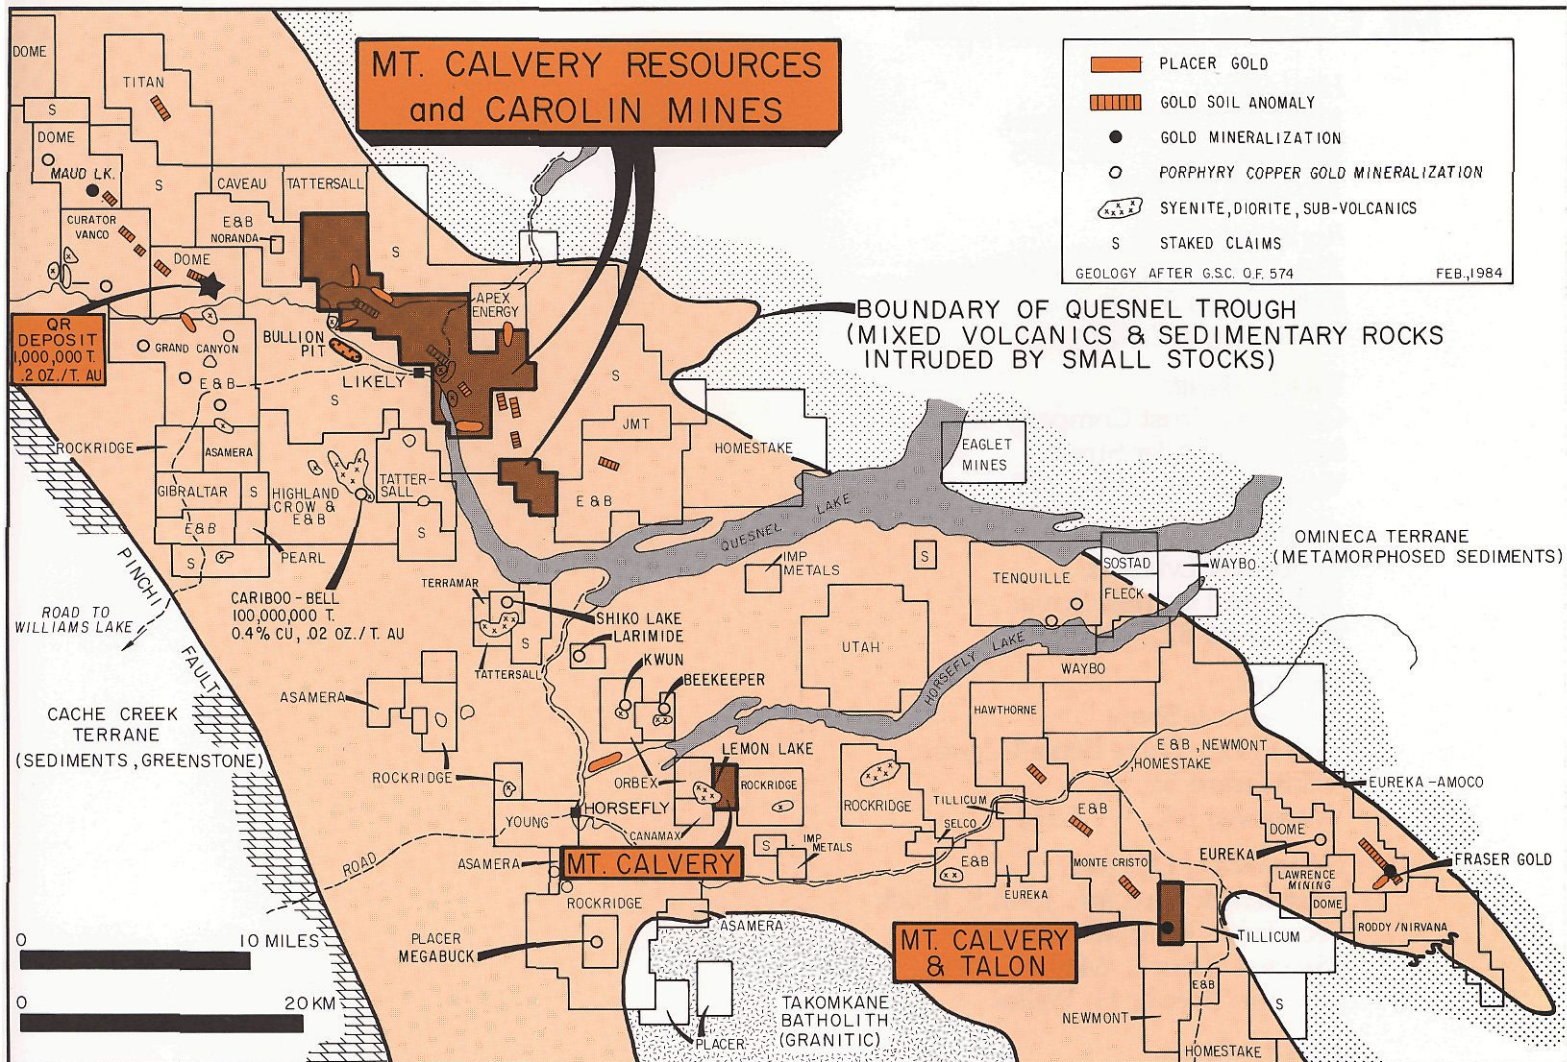 MT. CALVERY RESOURCES
and CAROLIN MINES
PLACER GOLD
GOLD SOIL ANOMALY
GOLD MINERALIZATION
PORPHYRY COPPER GOLD MINERALIZATION
SYENITE, DIORITE, SUB-VOLCANICS
S STAKED CLAIMS
GEOLOGY AFTER G.S.C. O.F. 574
FEB., 1984
DOME
TITAN
S
DOME
MAUD LK.
S
CAVEAU
TATTERSALL
CURATOR
VANCO
E & B
NORANDA
S
DOME
APEX
ENERGY
QR
DEPOSIT
1,000,000 T.
.2 OZ./T. AU
GRAND CANYON
BULLION
PIT
LIKELY
E & B
S
S
BOUNDARY OF QUESNEL TROUGH
(MIXED VOLCANICS & SEDIMENTARY ROCKS
INTRUDED BY SMALL STOCKS)
JMT
HOMESTAKE
EAGLET
MINES
ROCKRIDGE
ASAMERA
GIBRALTAR
S
HIGHLAND
CROW &
E&B
TATTER-
SALL
E & B
E&B
PEARL
S
S
QUESNEL LAKE
OMINECA TERRANE
(METAMORPHOSED SEDIMENTS)
PINCHI FAULT
ROAD TO
WILLIAMS LAKE
CARIBOO-BELL
100,000,000 T.
0.4% CU, .02 OZ./T. AU
TERRAMAR
SHIKO LAKE
LARIMIDE
S
TATTERSALL
KWUN
BEEKEEPER
IMP
METALS
S
TENQUILLE
SOSTAD
WAYBO
FLECK
UTAH
HORSEFLY LAKE
WAYBO
HAWTHORNE
ASAMERA
CACHE CREEK
TERRANE
(SEDIMENTS, GREENSTONE)
ROCKRIDGE
ORBEX
LEMON LAKE
ROCKRIDGE
ROCKRIDGE
E & B, NEWMONT
HOMESTAKE
EUREKA-AMOCO
YOUNG
HORSEFLY
CANAMAX
TILLICUM
SELCO
E & B
DOME
EUREKA
FRASER GOLD
ROAD
ASAMERA
MT. CALVERY
S
IMP
METALS
E&B
EUREKA
MONTE CRISTO
LAWRENCE
MINING
DOME
RODDY/NIRVANA
ROCKRIDGE
ASAMERA
PLACER
MEGABUCK
MT. CALVERY
& TALON
TILLICUM
0 10 MILES
0 20 KM
TAKOMKANE
BATHOLITH
(GRANITIC)
PLACER
E&B
S
NEWMONT
HOMESTAKE